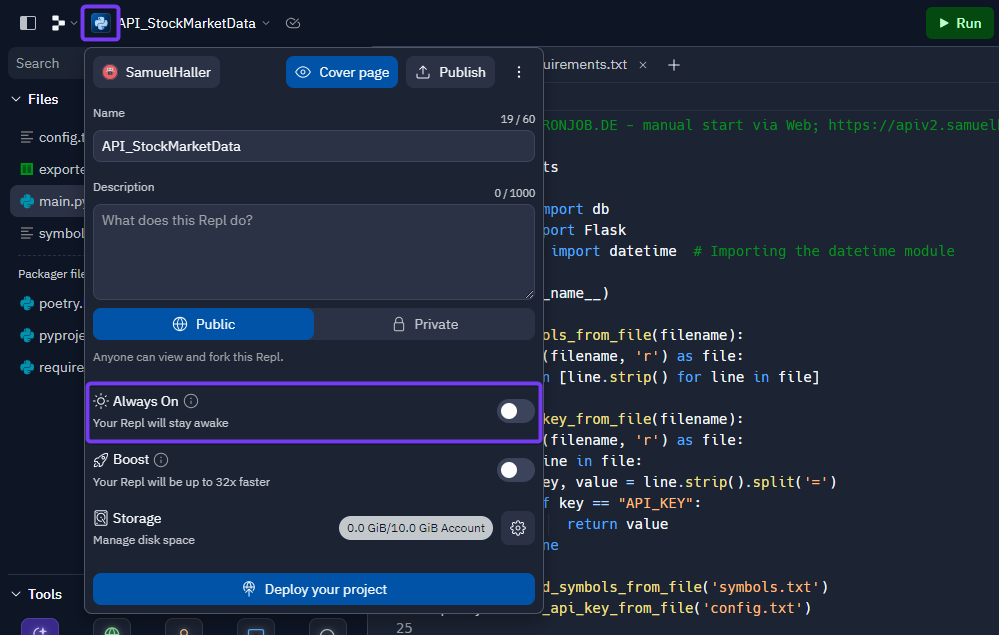 API_StockMarketData
Run
Search
Files
config.t
exporte
main.py
symbol
Packager file
poetry.
pyproje
require
Tools
SamuelHaller
Cover page
Publish
Name
19 / 60
API_StockMarketData
Description
0 / 1000
What does this Repl do?
Public
Private
Anyone can view and fork this Repl.
Always On
Your Repl will stay awake
Boost
Your Repl will be up to 32x faster
Storage
Manage disk space
0.0 GiB/10.0 GiB Account
Deploy your project
uirements.txt
RONJOB.DE - manual start via Web; https://apiv2.samuell
ts
mport db
port Flask
import datetime # Importing the datetime module
_name__)
ols_from_file(filename):
(filename, 'r') as file:
n [line.strip() for line in file]
key_from_file(filename):
(filename, 'r') as file:
ine in file:
ey, value = line.strip().split('=')
f key == "API_KEY":
return value
ne
d_symbols_from_file('symbols.txt')
_api_key_from_file('config.txt')
25